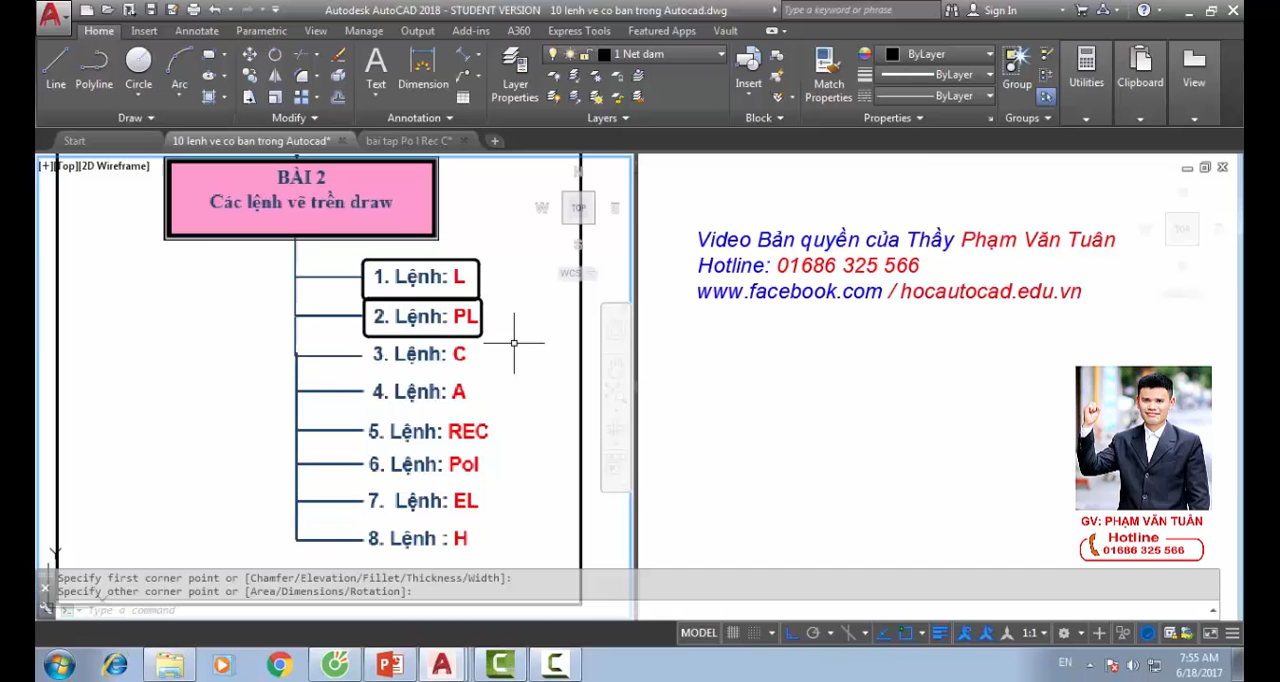 Autodesk AutoCAD 2018 - STUDENT VERSION 10 lenh ve co ban trong Autocad.dwg
Type a keyword or phrase
Sign In
Home Insert Annotate Parametric View Manage Output Add-ins A360 Express Tools Featured Apps Vault
1 Net dam
ByLayer
ByLayer
ByLayer
Line Polyline Circle Arc
Text Dimension
Layer Properties
Insert
Match Properties
Group
Utilities Clipboard View
Draw Modify Annotation Layers Block Properties Groups
Start 10 lenh ve co ban trong Autocad* bai tap Po l Rec C*
[+][Top][2D Wireframe]
BÀI 2
Các lệnh vẽ trền draw
1. Lệnh: L
2. Lệnh: PL
3. Lệnh: C
4. Lệnh: A
5. Lệnh: REC
6. Lệnh: Pol
7. Lệnh: EL
8. Lệnh : H
W TOP
S
WCS
Video Bản quyền của Thầy Phạm Văn Tuân
Hotline: 01686 325 566
www.facebook.com / hocautocad.edu.vn
TOP
GV: PHẠM VĂN TUÂN
Hotline
01686 325 566
Specify first corner point or [Chamfer/Elevation/Fillet/Thickness/Width]:
Specify other corner point or [Area/Dimensions/Rotation]:
Type a command
MODEL 1:1
EN
7:55 AM
6/18/2017